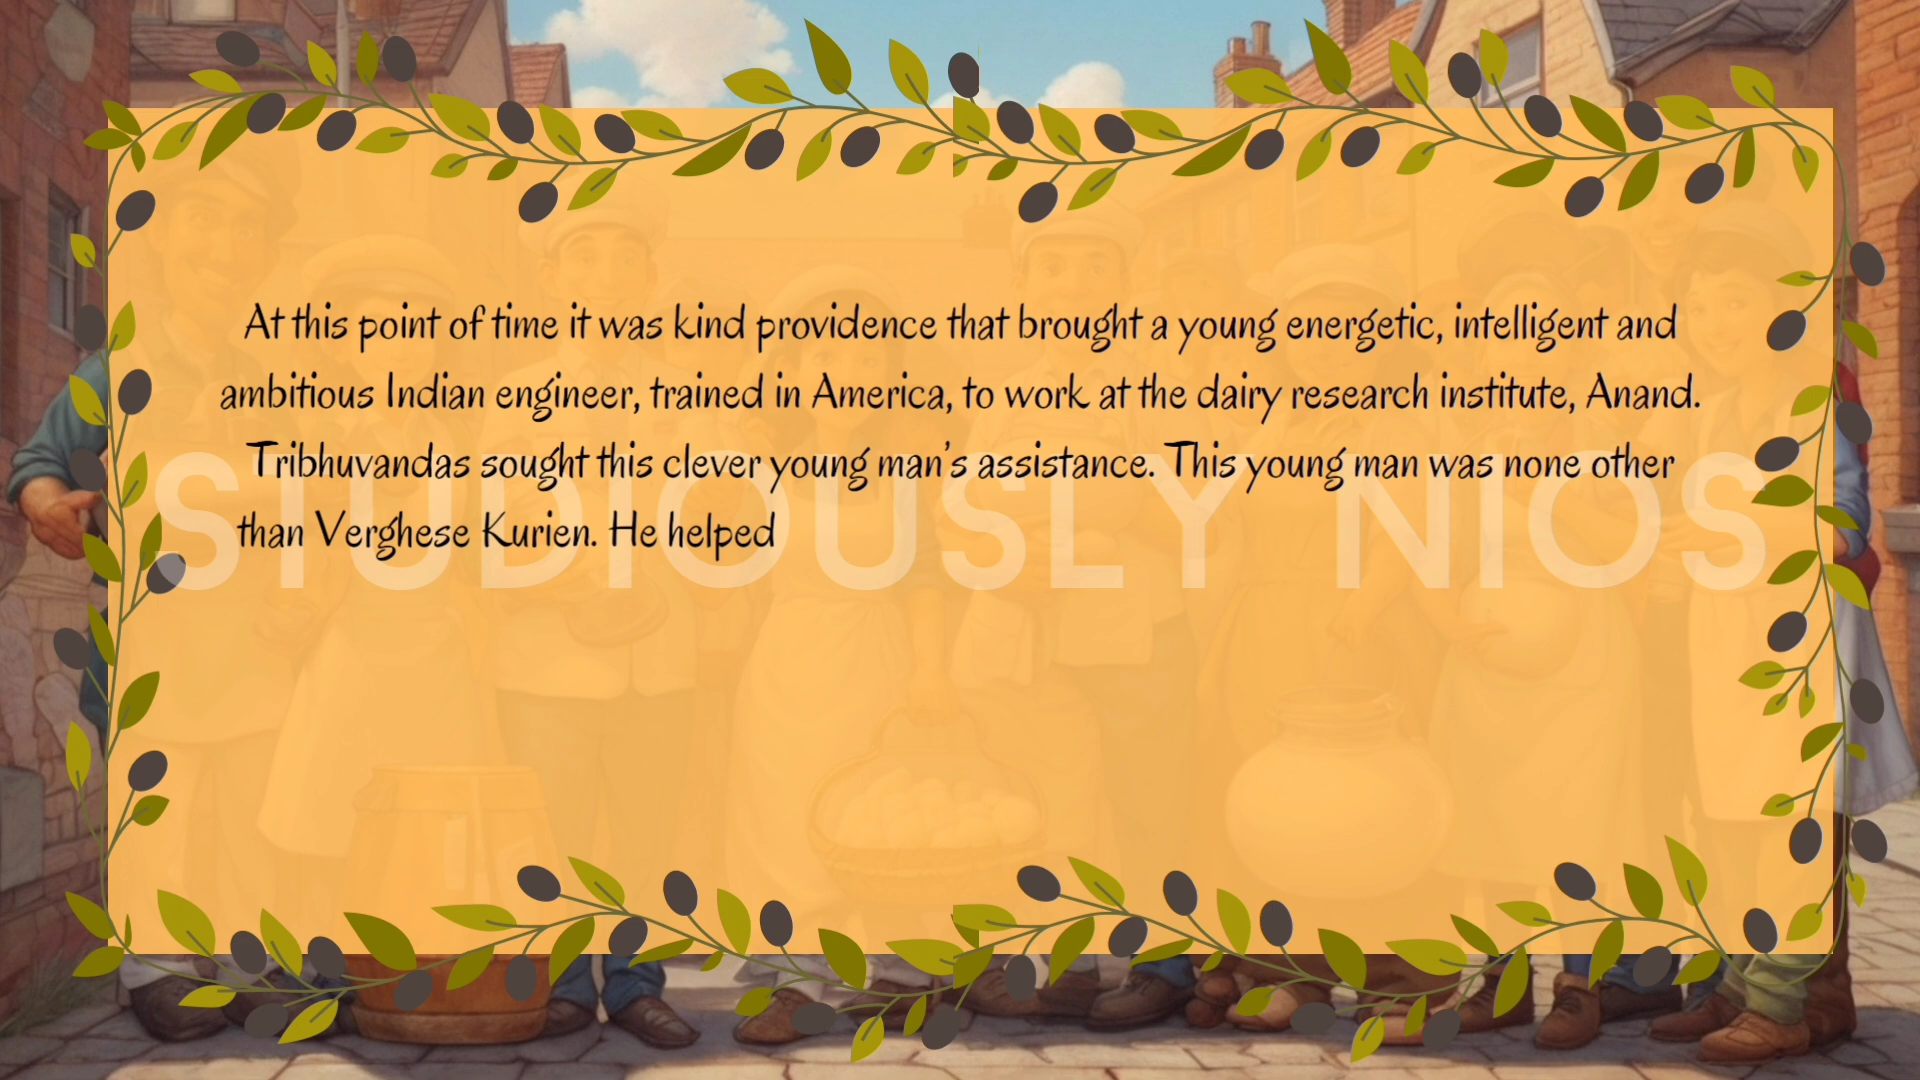 At this point of time it was kind providence that brought a young energetic, intelligent and
ambitious Indian engineer, trained in America, to work at the dairy research institute, Anand.
Tribhuvandas sought this clever young man's assistance. This young man was none other
than Verghese Kurien. He helped
STUDIOUSLY NIOS